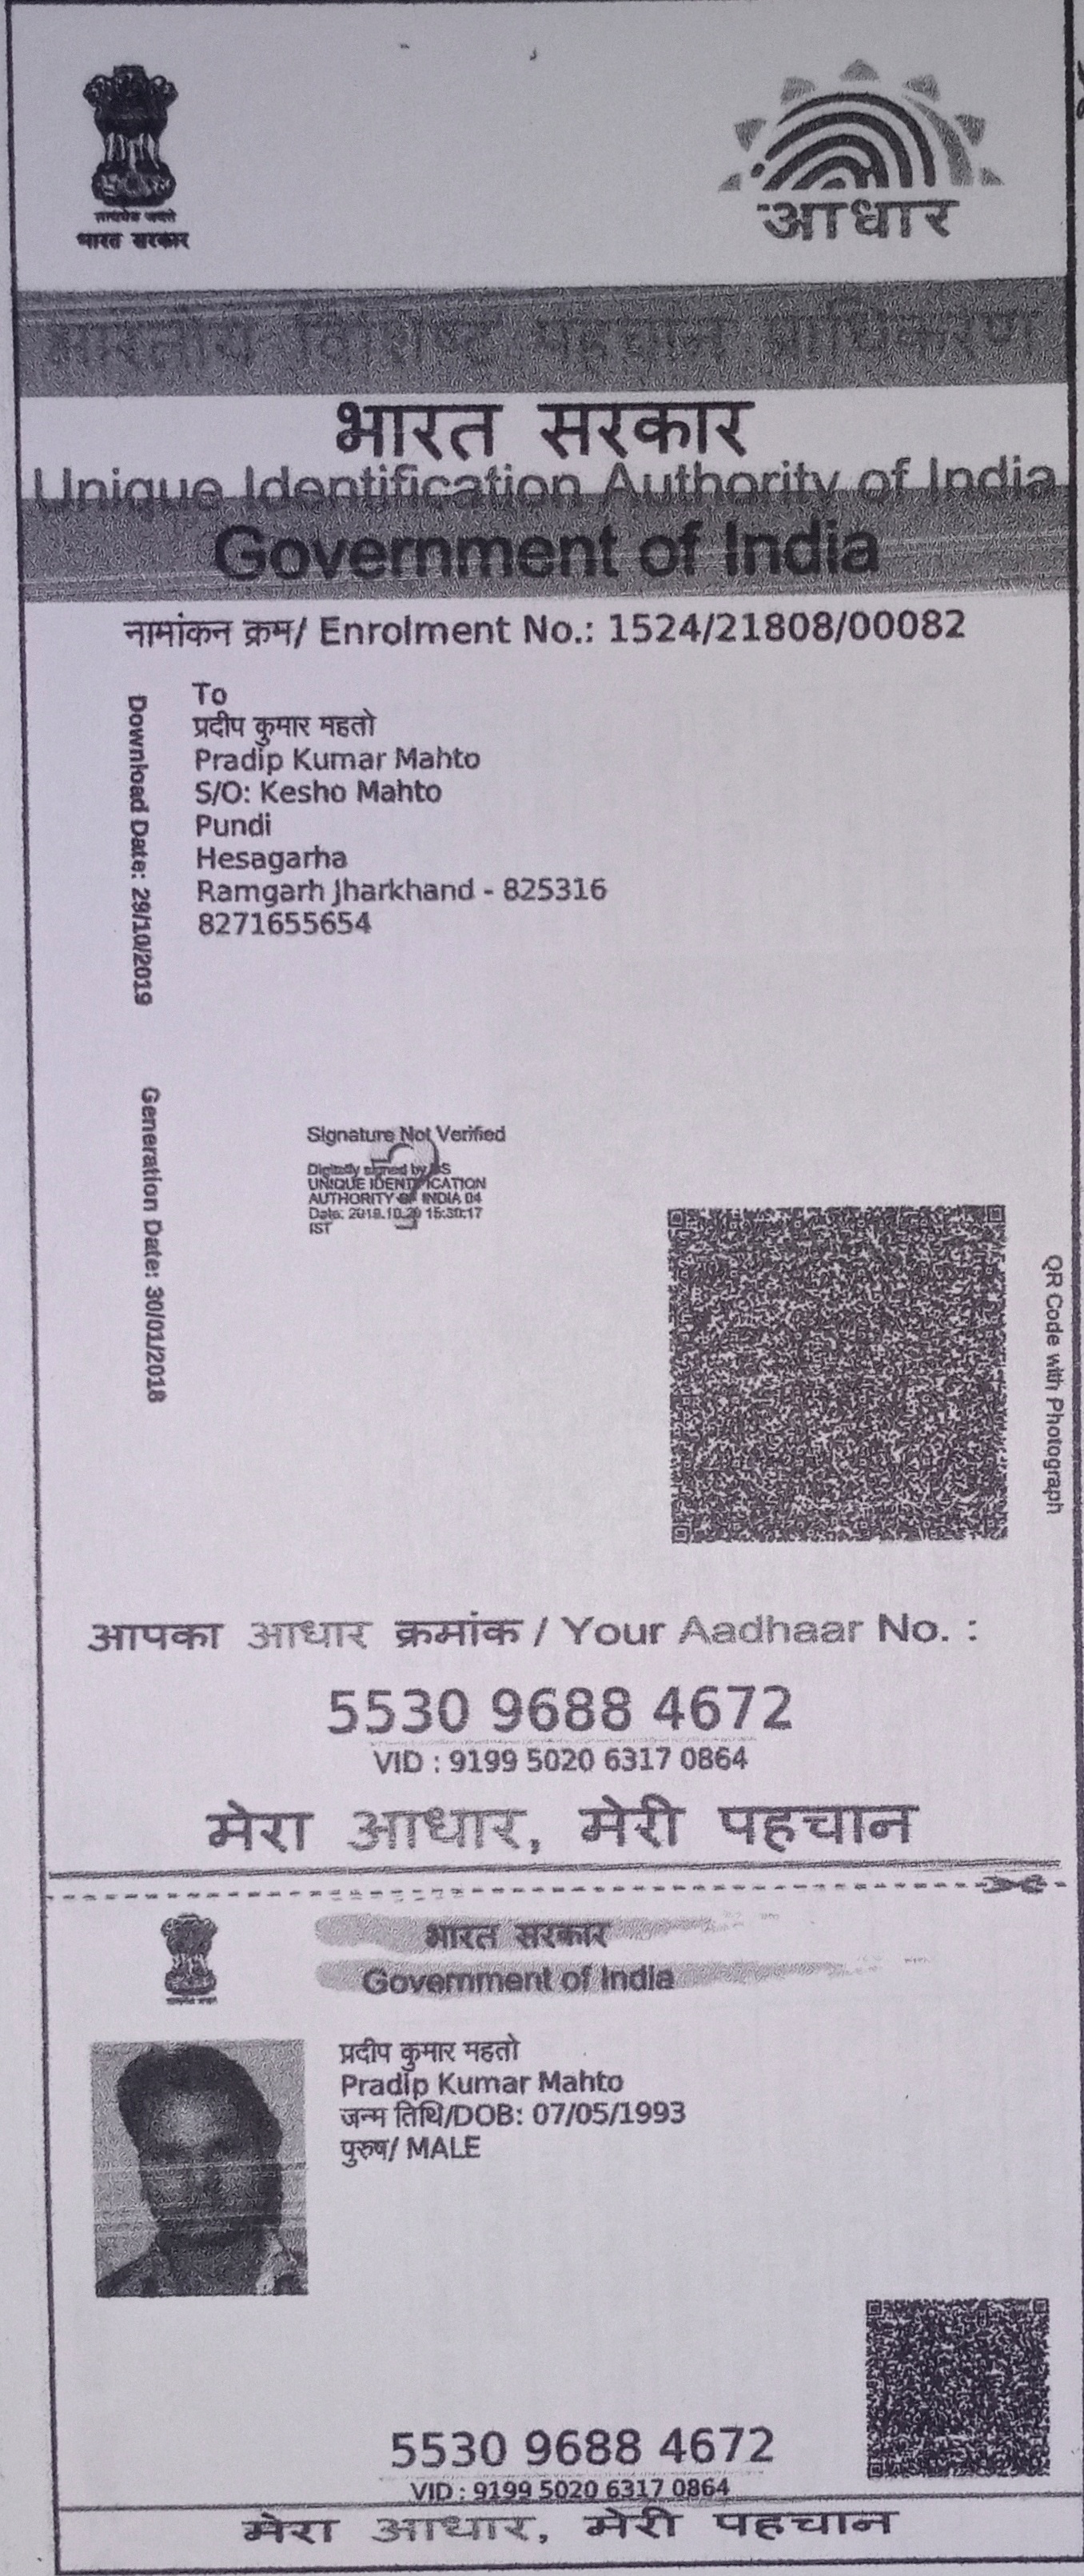 सत्यमेव जयते
भारत सरकार
आधार
भारतीय विशिष्ट पहचान प्राधिकरण
भारत सरकार
Unique Identification Authority of India
Government of India
नामांकन क्रम/ Enrolment No.: 1524/21808/00082
To
प्रदीप कुमार महतो
Pradip Kumar Mahto
S/O: Kesho Mahto
Pundi
Hesagarha
Ramgarh Jharkhand - 825316
8271655654
Download Date: 29/10/2019
Generation Date: 30/01/2018
Signature Not Verified
Digitally signed by DS
UNIQUE IDENTIFICATION
AUTHORITY OF INDIA 04
Date: 15:30:17
IST
QR Code with Photograph
आपका आधार क्रमांक / Your Aadhaar No. :
5530 9688 4672
VID : 9199 5020 6317 0864
मेरा आधार, मेरी पहचान
भारत सरकार
Government of India
प्रदीप कुमार महतो
Pradip Kumar Mahto
जन्म तिथि/DOB: 07/05/1993
पुरुष/ MALE
5530 9688 4672
VID : 9199 5020 6317 0864
मेरा आधार, मेरी पहचान